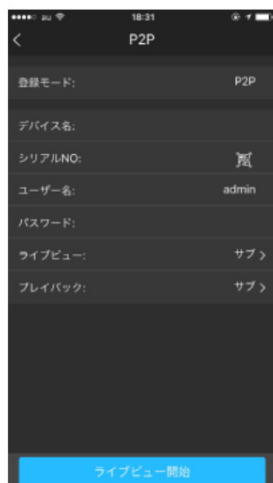 au 18:31
P2P
登録モード: P2P
デバイス名:
シリアルNO:
ユーザー名: admin
パスワード:
ライブビュー: サブ
プレイバック: サブ
ライブビュー開始